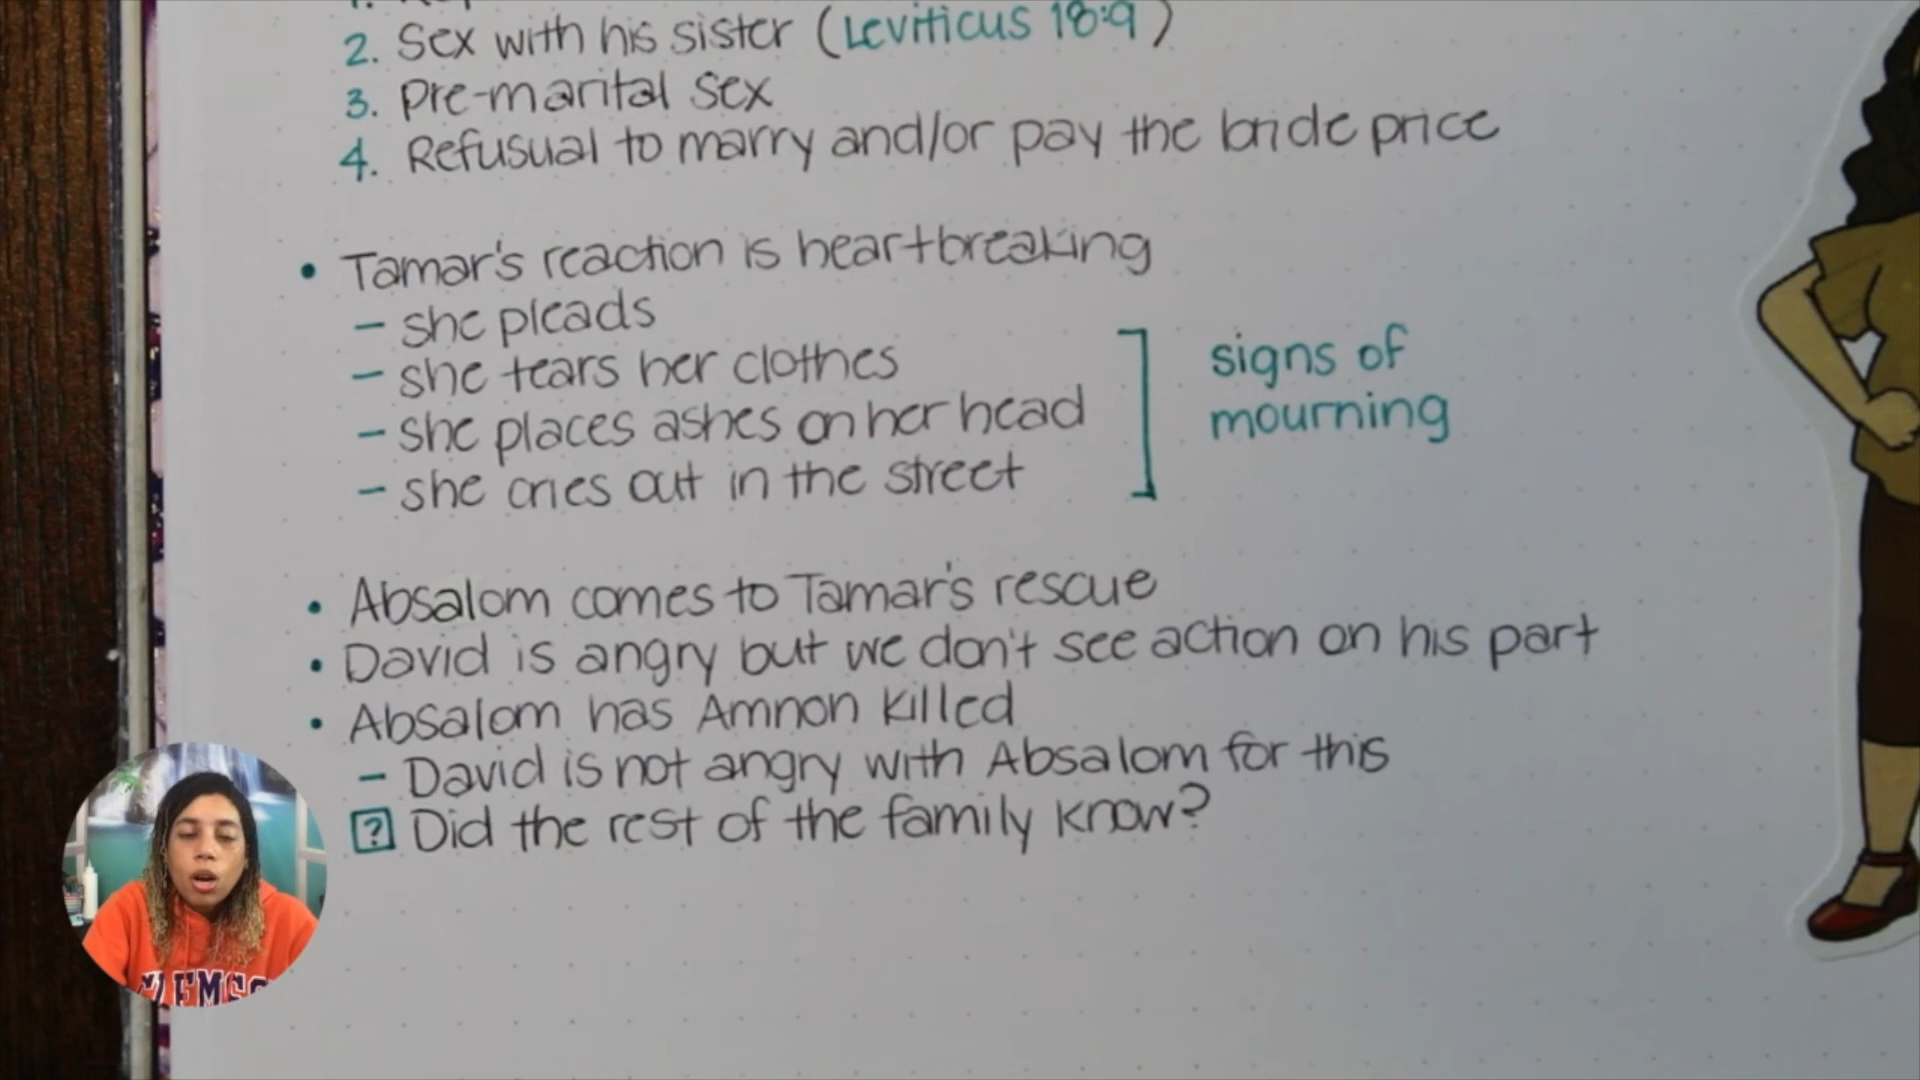 2. Sex with his sister (Leviticus 18:9)
3. Pre-marital sex
4. Refusual to marry and/or pay the bride price
• Tamar's reaction is heartbreaking
– she pleads
– she tears her clothes
– she places ashes on her head
– she cries out in the street
signs of
mourning
• Absalom comes to Tamar's rescue
• David is angry but we don't see action on his part
• Absalom has Amnon killed
– David is not angry with Absalom for this
? Did the rest of the family know?